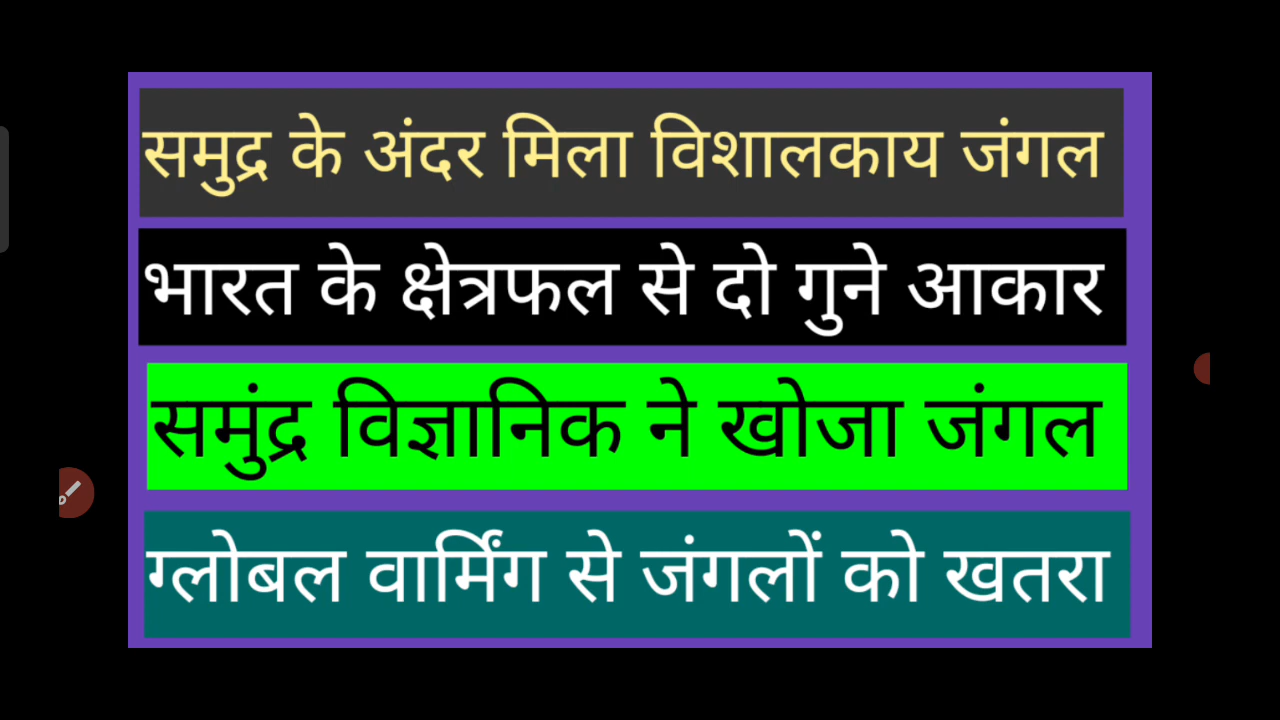 समुद्र के अंदर मिला विशालकाय जंगल
भारत के क्षेत्रफल से दो गुने आकार
समुंद्र विज्ञानिक ने खोजा जंगल
ग्लोबल वार्मिंग से जंगलों को खतरा